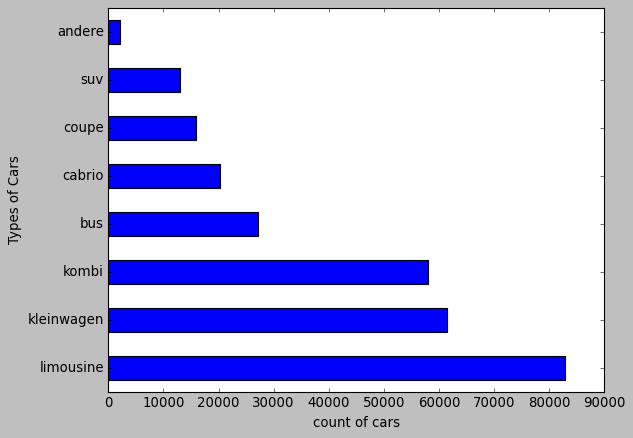 andere
suv
coupe
cabrio
bus
kombi
kleinwagen
limousine
Types of Cars
0 10000 20000 30000 40000 50000 60000 70000 80000 90000
count of cars